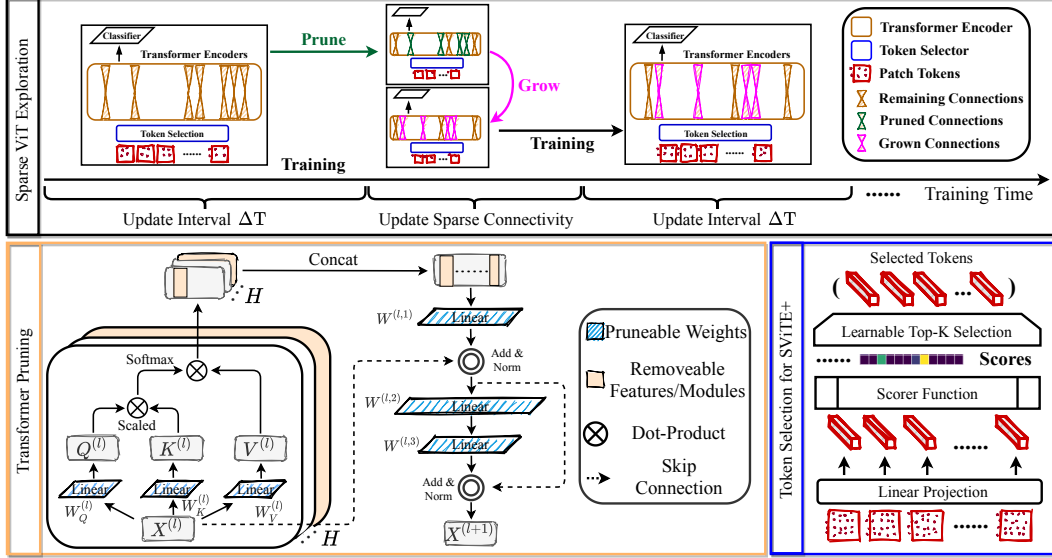 Sparse ViT Exploration
Classifier
Transformer Encoders
Token Selection
......
Training
Prune
Grow
Training
Classifier
Transformer Encoders
Token Selection
......
Transformer Encoder
Token Selector
Patch Tokens
Remaining Connections
Pruned Connections
Grown Connections
...... Training Time
Update Interval ΔT
Update Sparse Connectivity
Update Interval ΔT
Transformer Pruning
H
Concat
......
W^(l,1)
Linear
Add &
Norm
W^(l,2)
Linear
W^(l,3)
Linear
Add &
Norm
X^(l+1)
Softmax
Scaled
Q^(l)
K^(l)
V^(l)
Linear
Linear
Linear
W_Q^(l)
W_K^(l)
W_V^(l)
X^(l)
H
Pruneable Weights
Removeable
Features/Modules
Dot-Product
Skip
Connection
Token Selection for SViTE+
Selected Tokens
( ... )
Learnable Top-K Selection
...... Scores
Scorer Function
......
Linear Projection
......